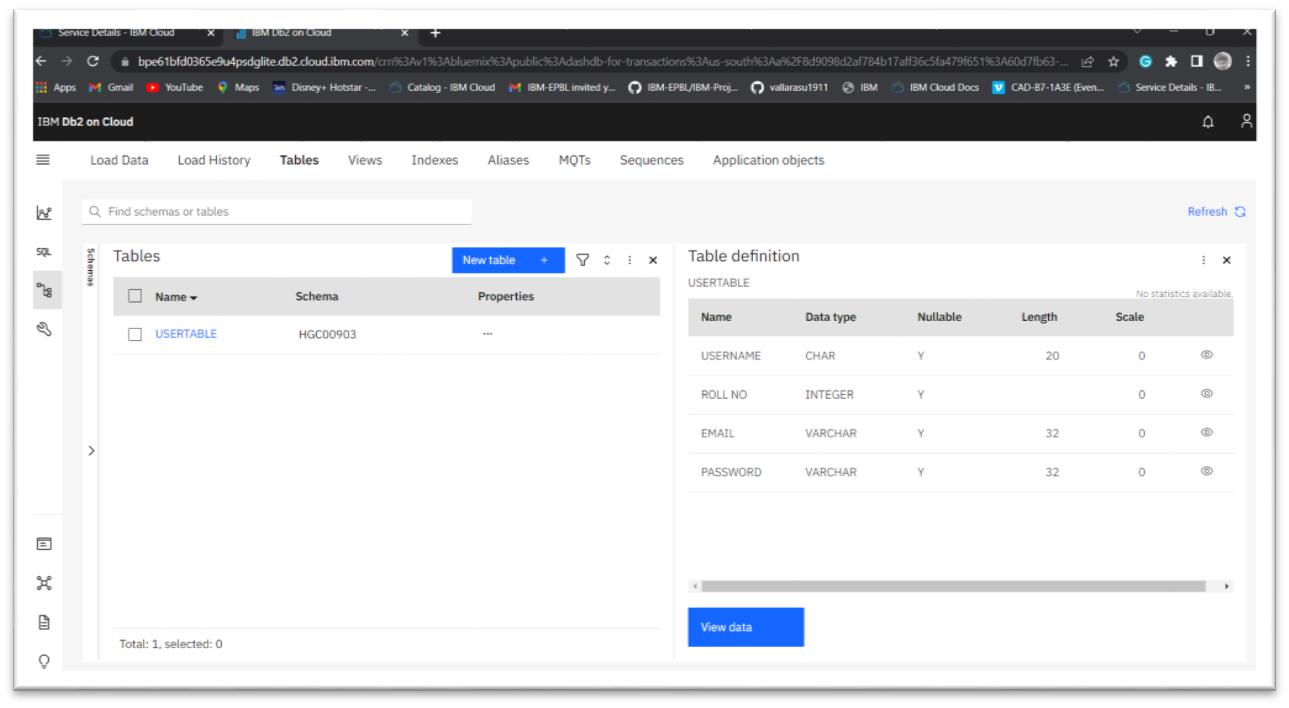 Service Details - IBM Cloud IBM Db2 on Cloud
bpe61bfd0365e9u4psdglite.db2.cloud.ibm.com/crn%3Av1%3Abluemix%3Apublic%3Adashdb-for-transactions%3Aus-south%3Aa%2F8d9098d2af784b17aff36c5fa479f651%3A60d7fb63-...
Apps Gmail YouTube Maps Disney+ Hotstar -... Catalog - IBM Cloud IBM-EPBL invited y... IBM-EPBL/IBM-Proj... vallarasu1911 IBM IBM Cloud Docs CAD-B7-1A3E (Even... Service Details - IB... »
IBM Db2 on Cloud
Load Data Load History Tables Views Indexes Aliases MQTs Sequences Application objects
Find schemas or tables
Refresh
SQL
Schemas
Tables
New table +
Name Schema Properties
USERTABLE HGC00903 ...
Total: 1, selected: 0
Table definition
USERTABLE
No statistics available.
Name Data type Nullable Length Scale
USERNAME CHAR Y 20 0
ROLL NO INTEGER Y 0
EMAIL VARCHAR Y 32 0
PASSWORD VARCHAR Y 32 0
View data